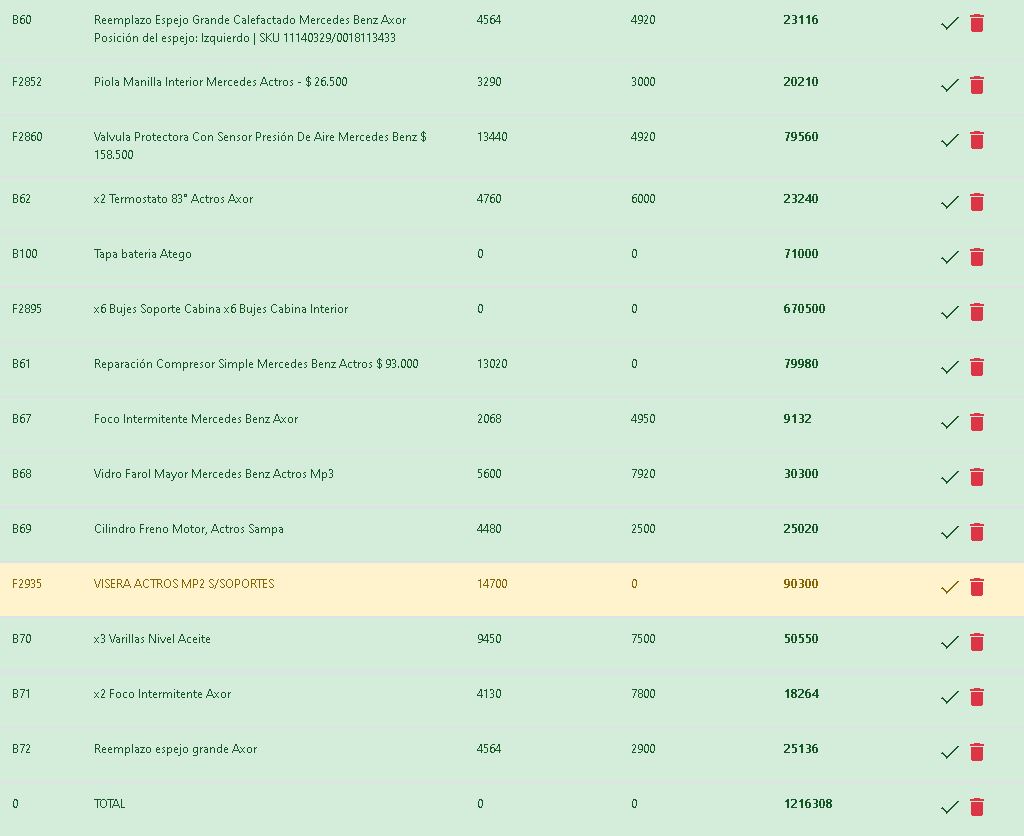 B60 Reemplazo Espejo Grande Calefactado Mercedes Benz Axor 4564 4920 23116
Posición del espejo: Izquierdo | SKU 11140329/0018113433
F2852 Piola Manilla Interior Mercedes Actros - $ 26.500 3290 3000 20210
F2860 Valvula Protectora Con Sensor Presión De Aire Mercedes Benz $ 13440 4920 79560
158.500
B62 x2 Termostato 83° Actros Axor 4760 6000 23240
B100 Tapa bateria Atego 0 0 71000
F2895 x6 Bujes Soporte Cabina x6 Bujes Cabina Interior 0 0 670500
B61 Reparación Compresor Simple Mercedes Benz Actros $ 93.000 13020 0 79980
B67 Foco Intermitente Mercedes Benz Axor 2068 4950 9132
B68 Vidro Farol Mayor Mercedes Benz Actros Mp3 5600 7920 30300
B69 Cilindro Freno Motor, Actros Sampa 4480 2500 25020
F2935 VISERA ACTROS MP2 S/SOPORTES 14700 0 90300
B70 x3 Varillas Nivel Aceite 9450 7500 50550
B71 x2 Foco Intermitente Axor 4130 7800 18264
B72 Reemplazo espejo grande Axor 4564 2900 25136
0 TOTAL 0 0 1216308